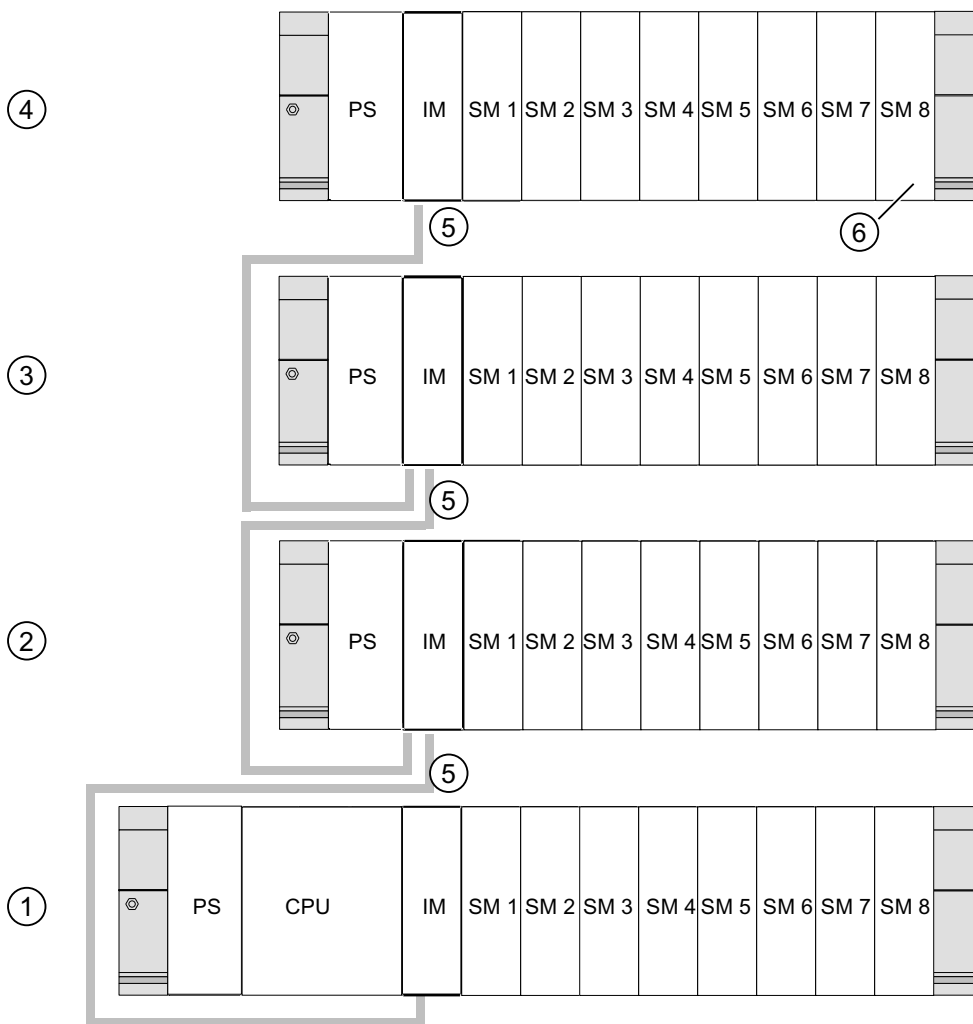 ④ PS IM SM 1 SM 2 SM 3 SM 4 SM 5 SM 6 SM 7 SM 8
⑤ ⑥
③ PS IM SM 1 SM 2 SM 3 SM 4 SM 5 SM 6 SM 7 SM 8
⑤
② PS IM SM 1 SM 2 SM 3 SM 4 SM 5 SM 6 SM 7 SM 8
⑤
① PS CPU IM SM 1 SM 2 SM 3 SM 4 SM 5 SM 6 SM 7 SM 8